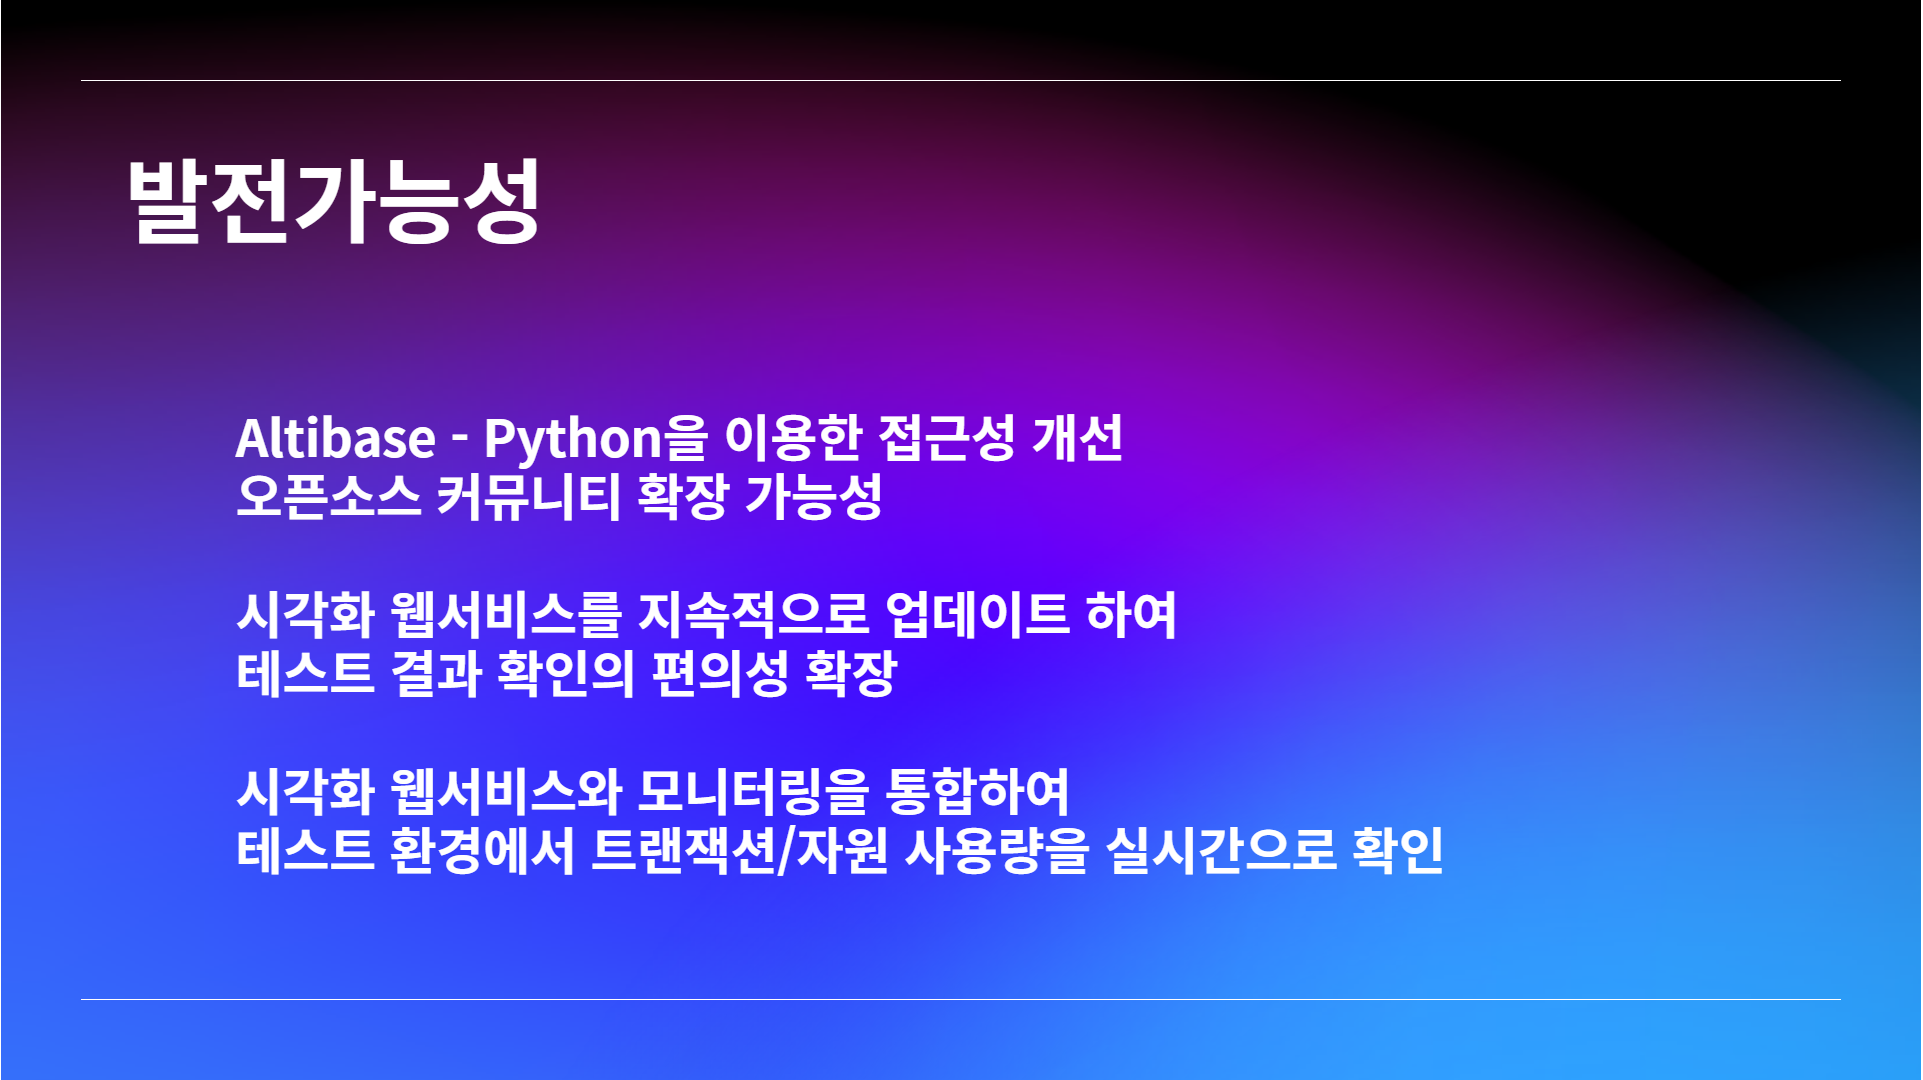 발전가능성
Altibase - Python을 이용한 접근성 개선
오픈소스 커뮤니티 확장 가능성
시각화 웹서비스를 지속적으로 업데이트 하여
테스트 결과 확인의 편의성 확장
시각화 웹서비스와 모니터링을 통합하여
테스트 환경에서 트랜잭션/자원 사용량을 실시간으로 확인